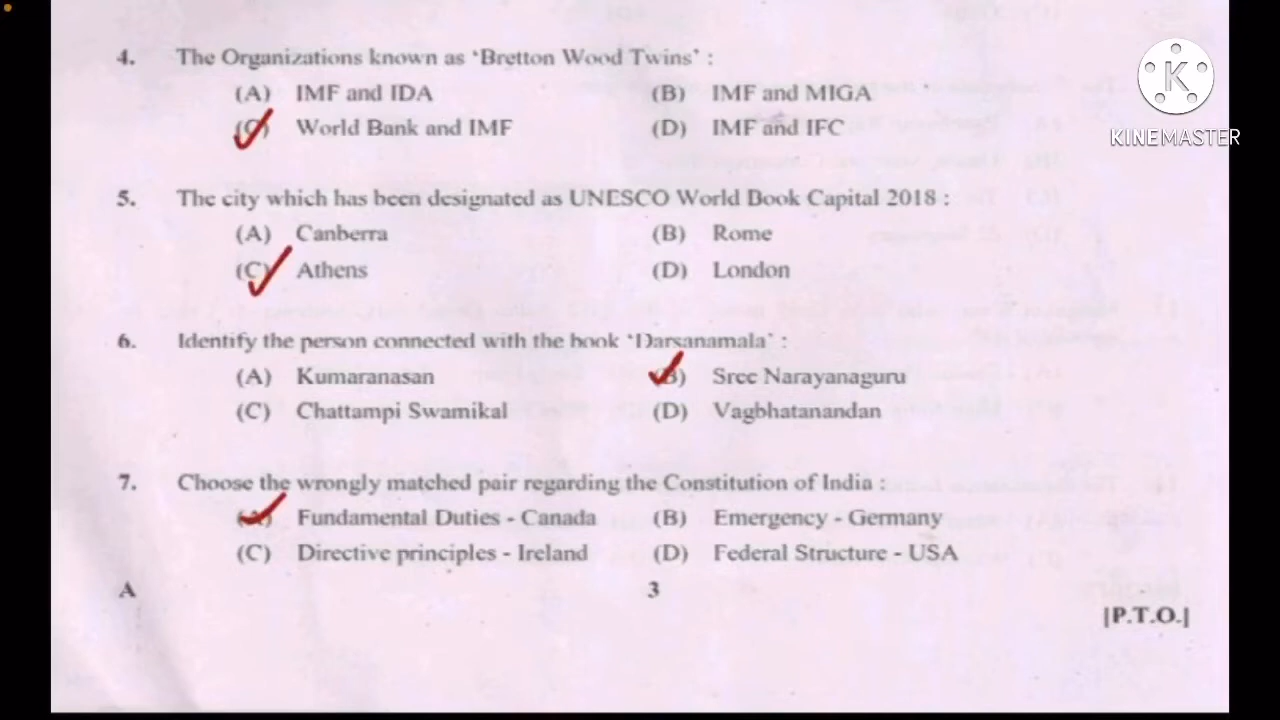 4. The Organizations known as ‘Bretton Wood Twins’ :
(A) IMF and IDA (B) IMF and MIGA
(C) World Bank and IMF (D) IMF and IFC
K
KINEMASTER
5. The city which has been designated as UNESCO World Book Capital 2018 :
(A) Canberra (B) Rome
(C) Athens (D) London
6. Identify the person connected with the book ‘Darsanamala’ :
(A) Kumaranasan (B) Sree Narayanaguru
(C) Chattampi Swamikal (D) Vagbhatanandan
7. Choose the wrongly matched pair regarding the Constitution of India :
(A) Fundamental Duties - Canada (B) Emergency - Germany
(C) Directive principles - Ireland (D) Federal Structure - USA
A 3
[P.T.O.]